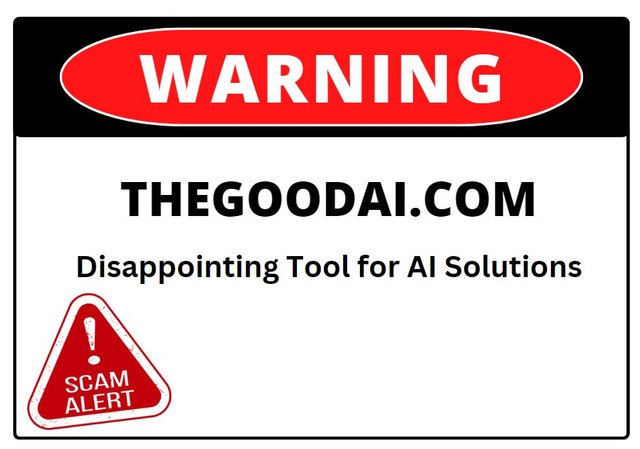 WARNING
THEGOODAI.COM
Disappointing Tool for AI Solutions
SCAM
ALERT